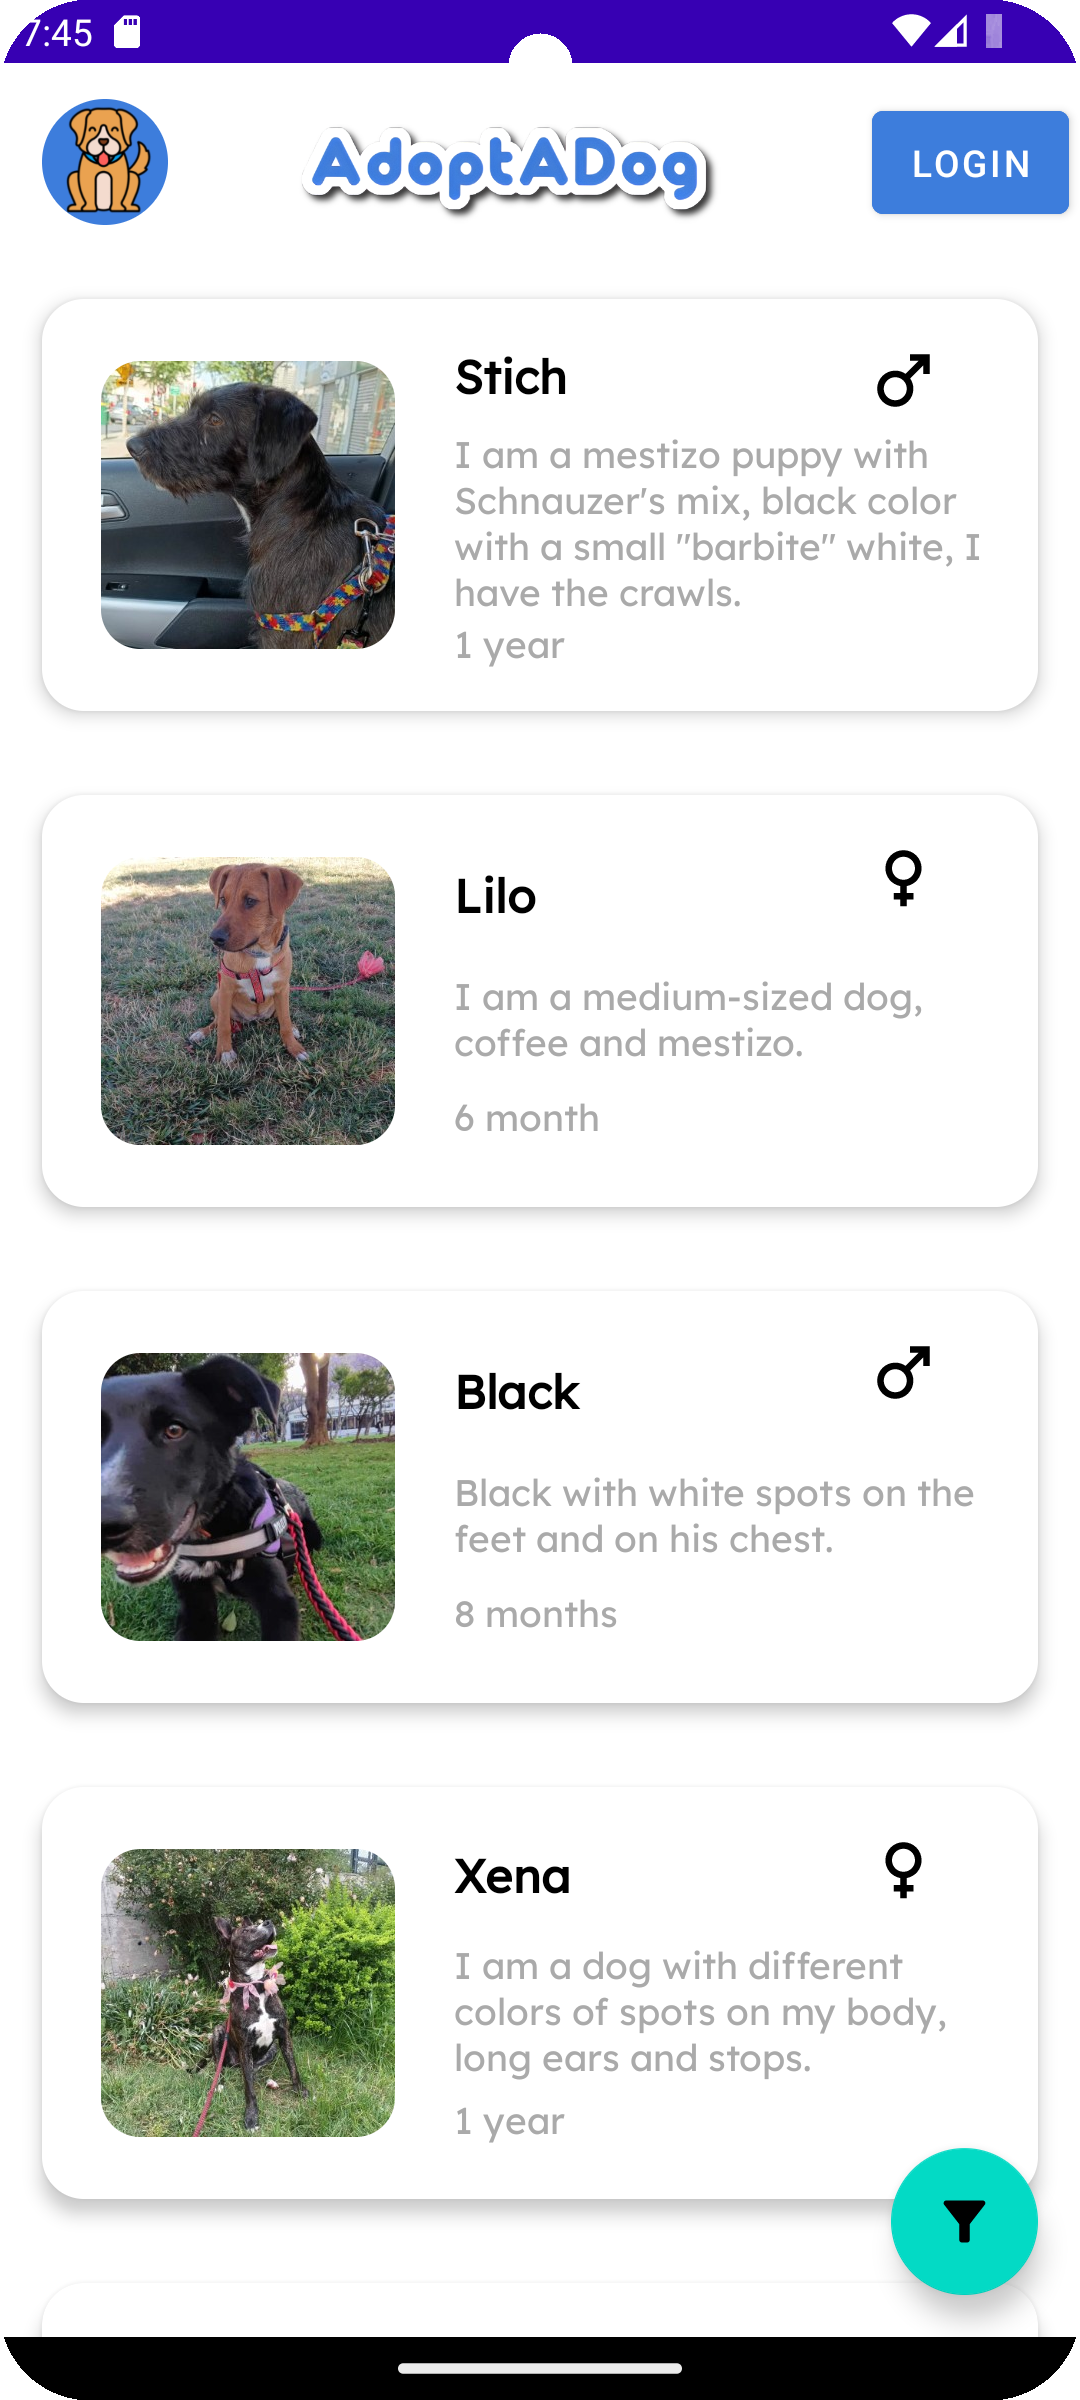 7:45
AdoptADog
LOGIN
Stich
I am a mestizo puppy with
Schnauzer's mix, black color
with a small "barbite" white, I
have the crawls.
1 year
Lilo
I am a medium-sized dog,
coffee and mestizo.
6 month
Black
Black with white spots on the
feet and on his chest.
8 months
Xena
I am a dog with different
colors of spots on my body,
long ears and stops.
1 year